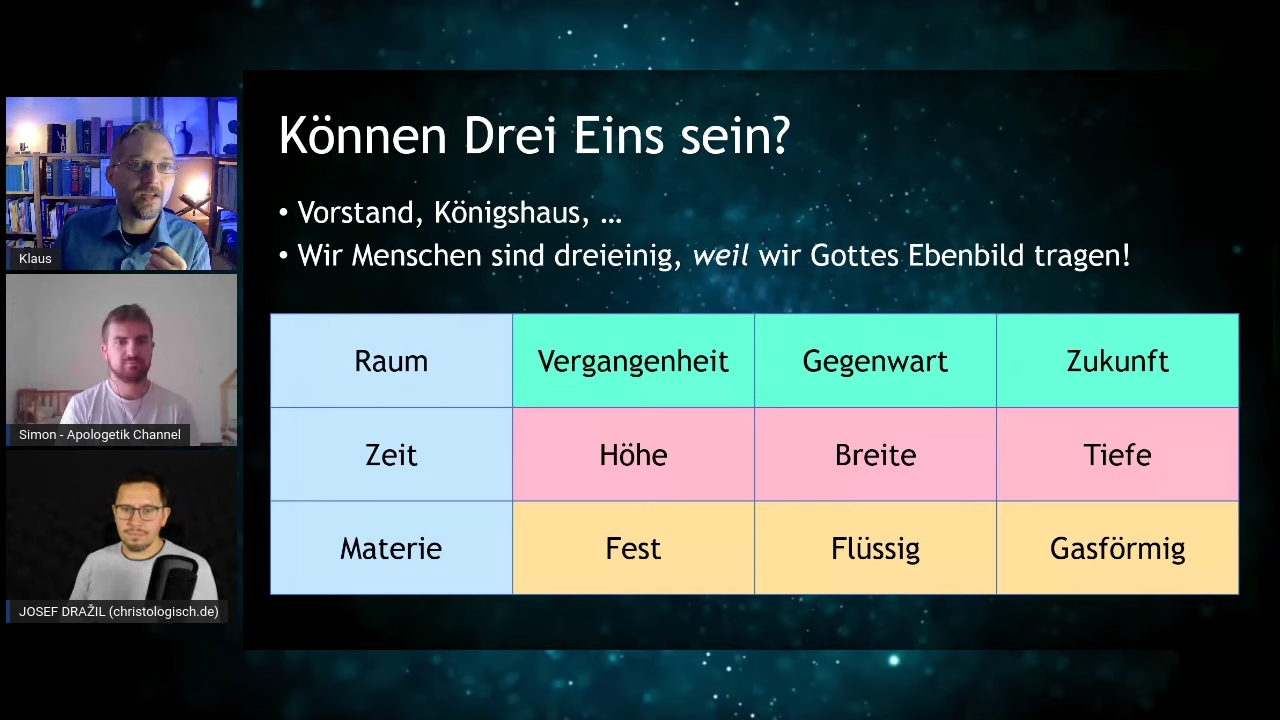 Können Drei Eins sein?
• Vorstand, Königshaus, …
• Wir Menschen sind dreieinig, weil wir Gottes Ebenbild tragen!
Raum Vergangenheit Gegenwart Zukunft
Zeit Höhe Breite Tiefe
Materie Fest Flüssig Gasförmig
Klaus
Simon - Apologetik Channel
JOSEF DRAŽIL (christologisch.de)